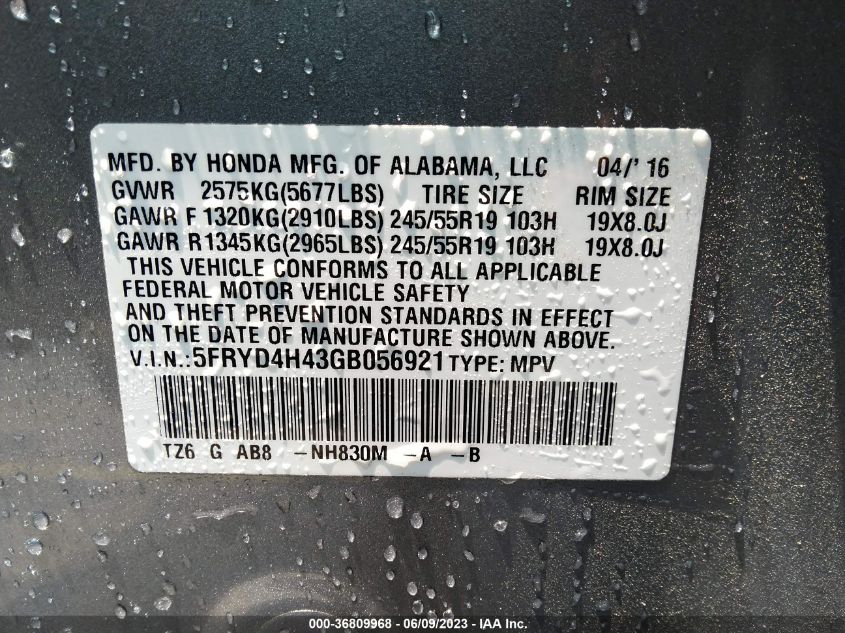 MFD. BY HONDA MFG. OF ALABAMA, LLC 04/' 16
GVWR 2575KG(5677LBS) TIRE SIZE RIM SIZE
GAWR F 1320KG(2910LBS) 245/55R19 103H 19X8.0J
GAWR R1345KG(2965LBS) 245/55R19 103H 19X8.0J
THIS VEHICLE CONFORMS TO ALL APPLICABLE
FEDERAL MOTOR VEHICLE SAFETY
AND THEFT PREVENTION STANDARDS IN EFFECT
ON THE DATE OF MANUFACTURE SHOWN ABOVE.
V.I.N.:5FRYD4H43GB056921 TYPE: MPV
TZ6 G AB8 -NH830M -A -B
000-36809968 - 06/09/2023 - IAA Inc.